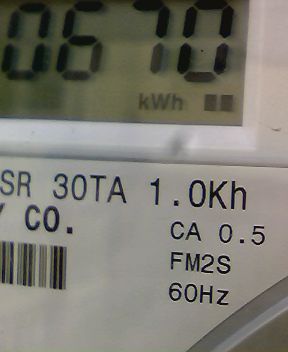 0670
kWh
SR 30TA 1.0Kh
Y CO.
CA 0.5
FM2S
60Hz